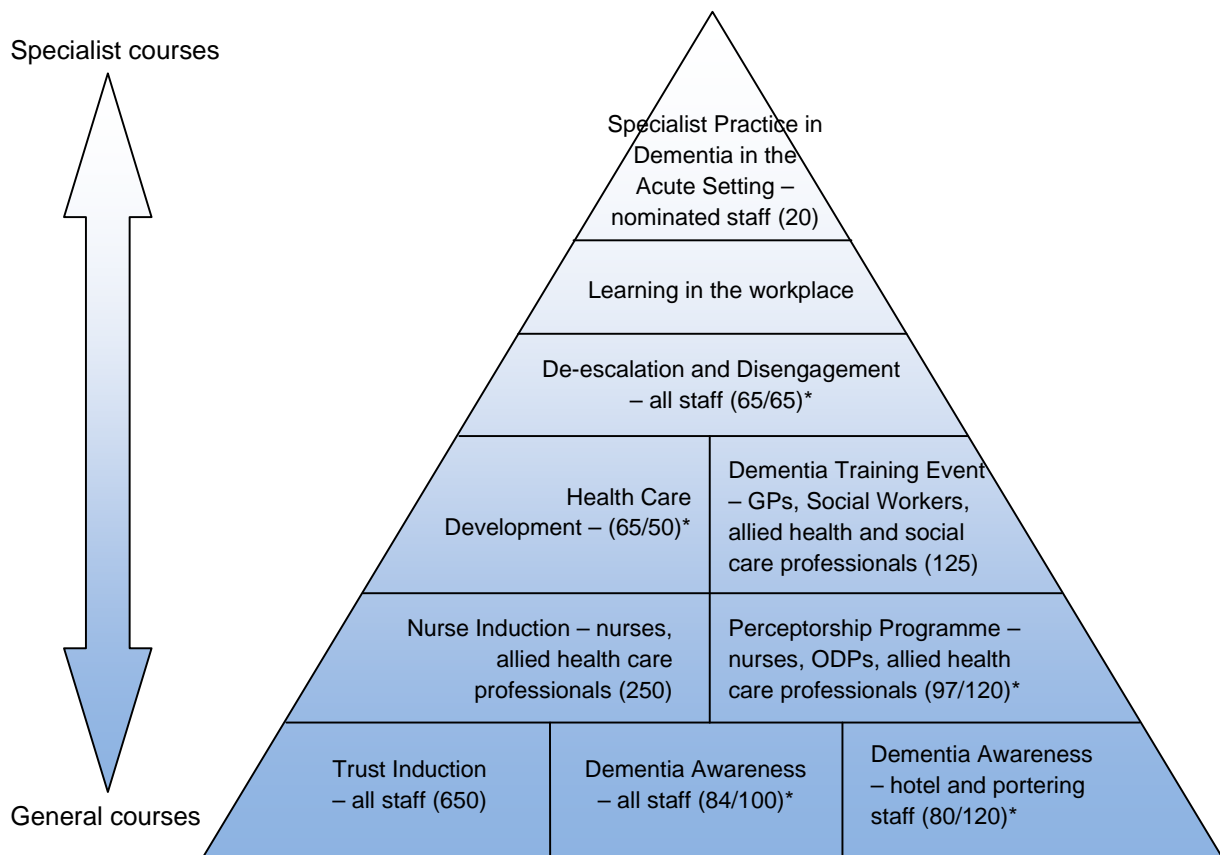 Specialist courses
Specialist Practice in
Dementia in the
Acute Setting –
nominated staff (20)
Learning in the workplace
De-escalation and Disengagement
– all staff (65/65)*
Health Care
Development – (65/50)*
Dementia Training Event
– GPs, Social Workers,
allied health and social
care professionals (125)
Nurse Induction – nurses,
allied health care
professionals (250)
Perceptorship Programme –
nurses, ODPs, allied health
care professionals (97/120)*
Trust Induction
– all staff (650)
Dementia Awareness
– all staff (84/100)*
Dementia Awareness
– hotel and portering
staff (80/120)*
General courses